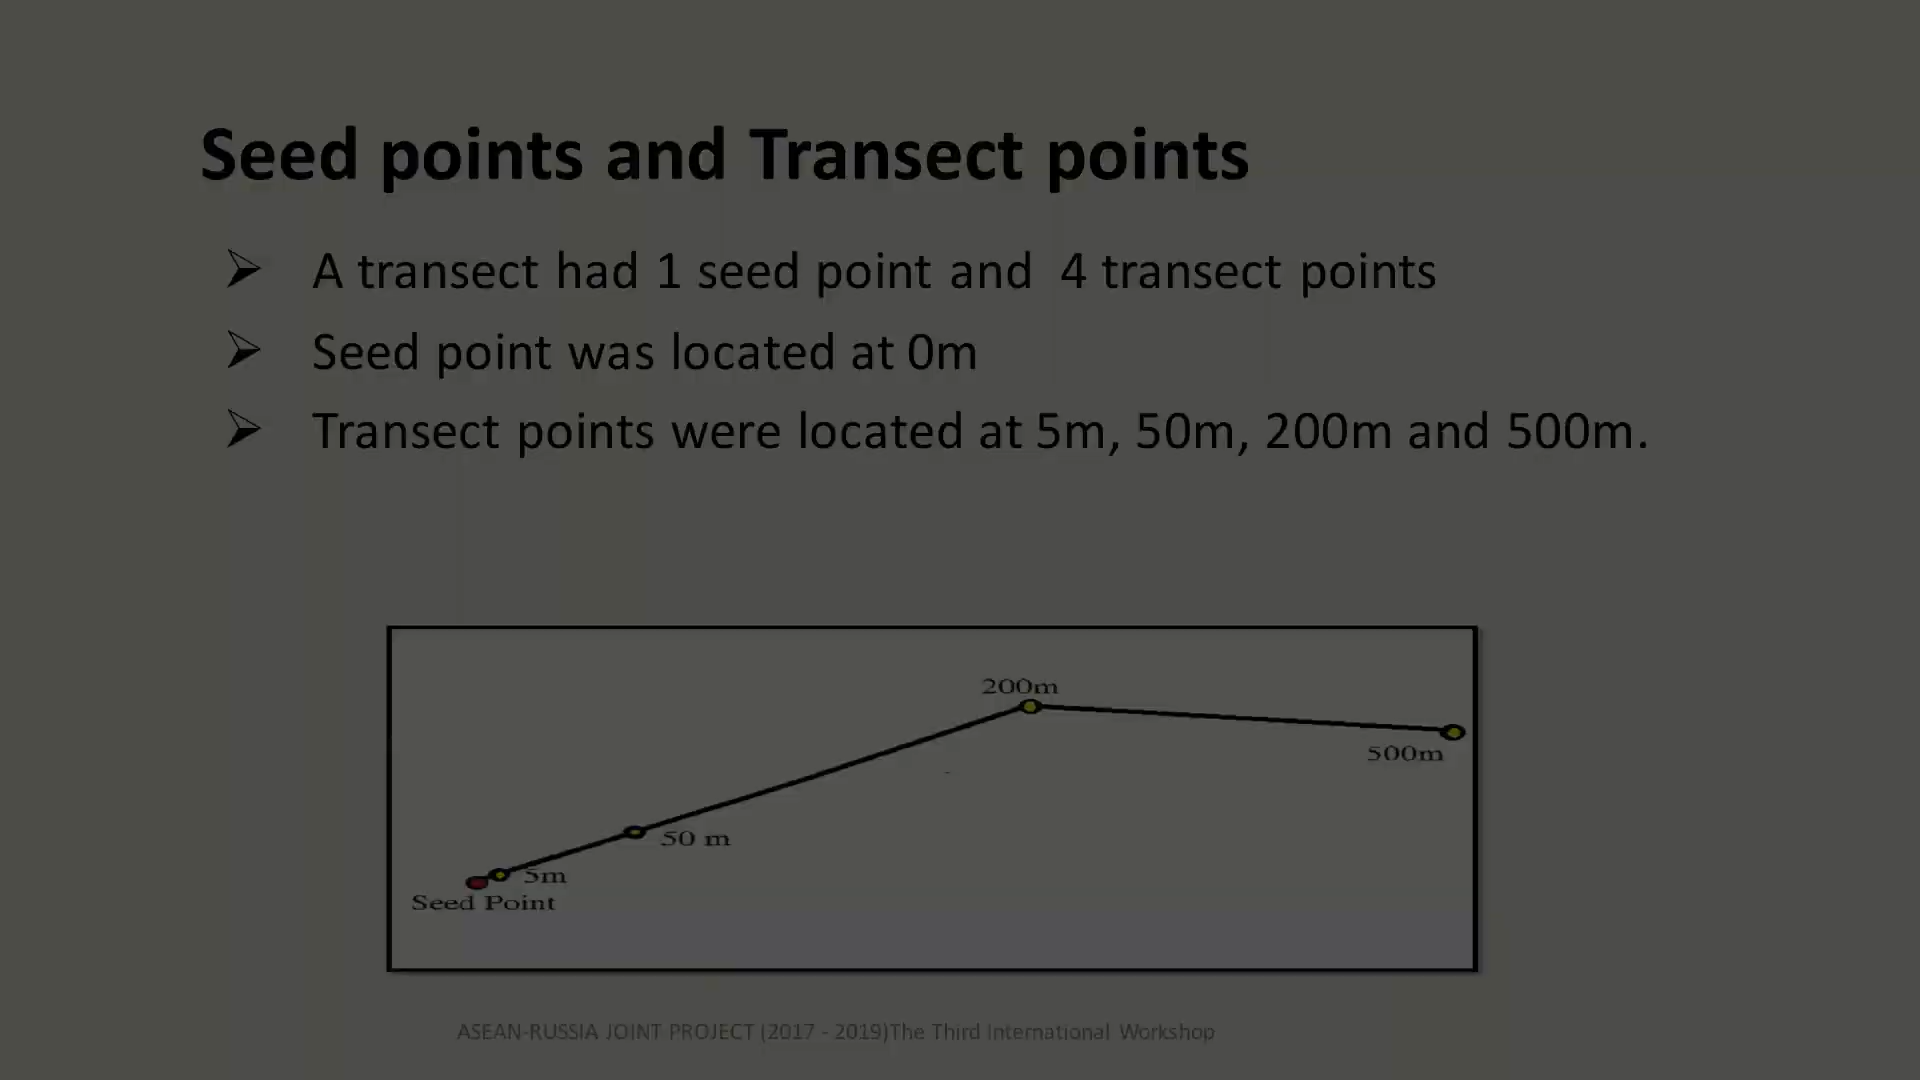 Seed points and Transect points
A transect had 1 seed point and 4 transect points
Seed point was located at 0m
Transect points were located at 5m, 50m, 200m and 500m.
200m
500m
50 m
5m
Seed Point
ASEAN-RUSSIA JOINT PROJECT (2017 - 2019)The Third International Workshop